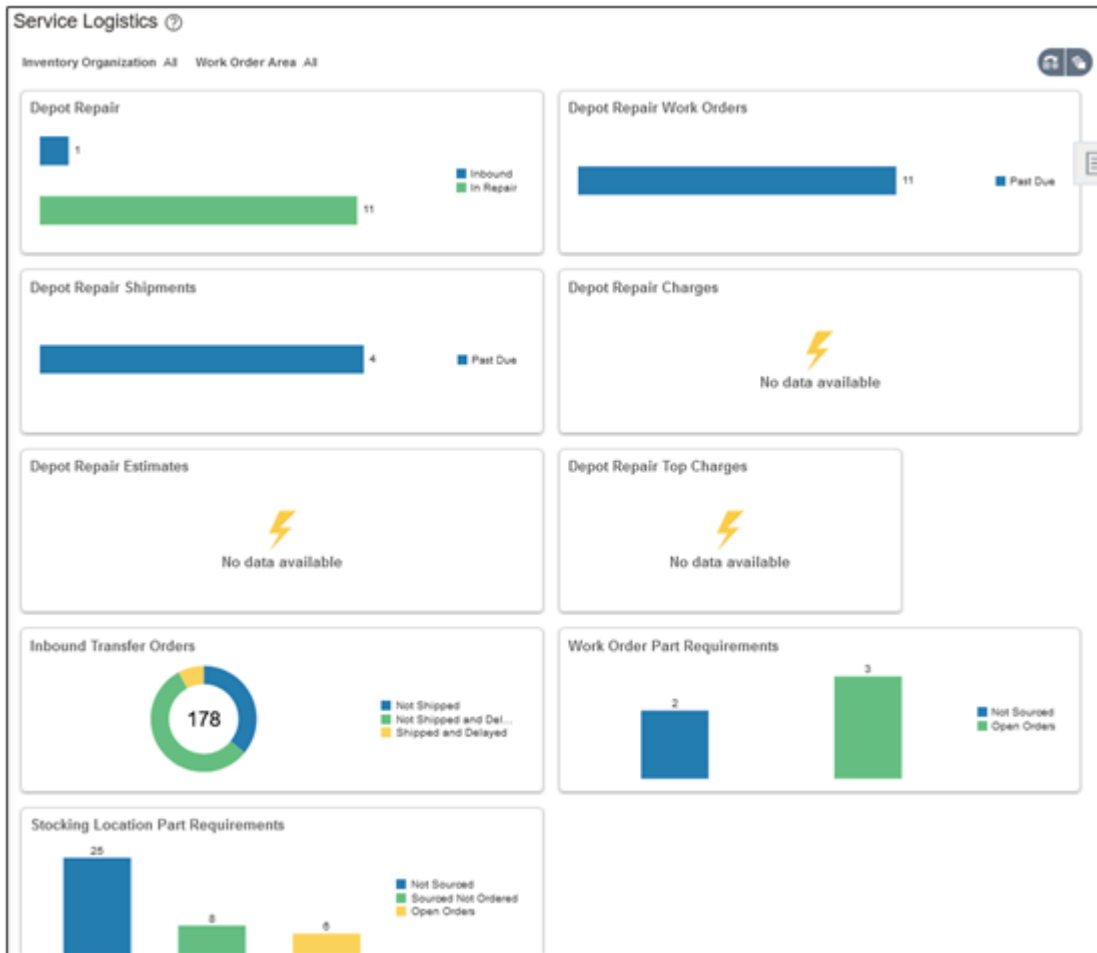 Service Logistics
Inventory Organization All Work Order Area All
Depot Repair
1
11
Inbound
In Repair
Depot Repair Work Orders
11
Past Due
Depot Repair Shipments
4
Past Due
Depot Repair Charges
No data available
Depot Repair Estimates
No data available
Depot Repair Top Charges
No data available
Inbound Transfer Orders
178
Not Shipped
Not Shipped and Del...
Shipped and Delayed
Work Order Part Requirements
2
3
Not Sourced
Open Orders
Stocking Location Part Requirements
25
8
6
Not Sourced
Sourced Not Ordered
Open Orders